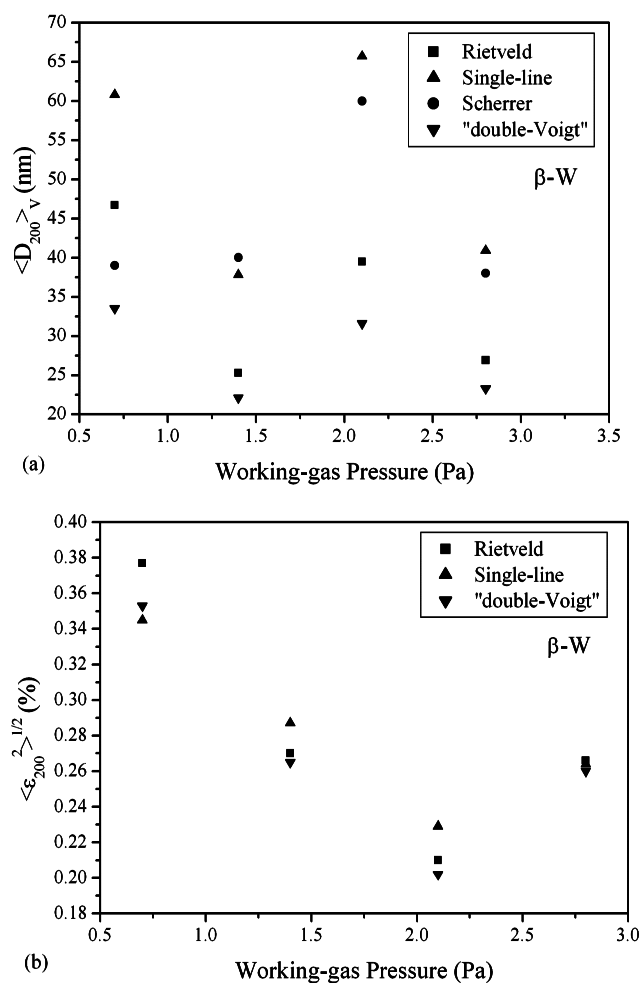 70
65
60
55
50
45
40
35
30
25
20
<D₂₀₀>ᵥ (nm)
Rietveld
Single-line
Scherrer
"double-Voigt"
β-W
0.5 1.0 1.5 2.0 2.5 3.0 3.5
(a)
Working-gas Pressure (Pa)
0.40
0.38
0.36
0.34
0.32
0.30
0.28
0.26
0.24
0.22
0.20
0.18
<ε₂₀₀²>¹/² (%)
Rietveld
Single-line
"double-Voigt"
β-W
0.5 1.0 1.5 2.0 2.5 3.0
(b)
Working-gas Pressure (Pa)